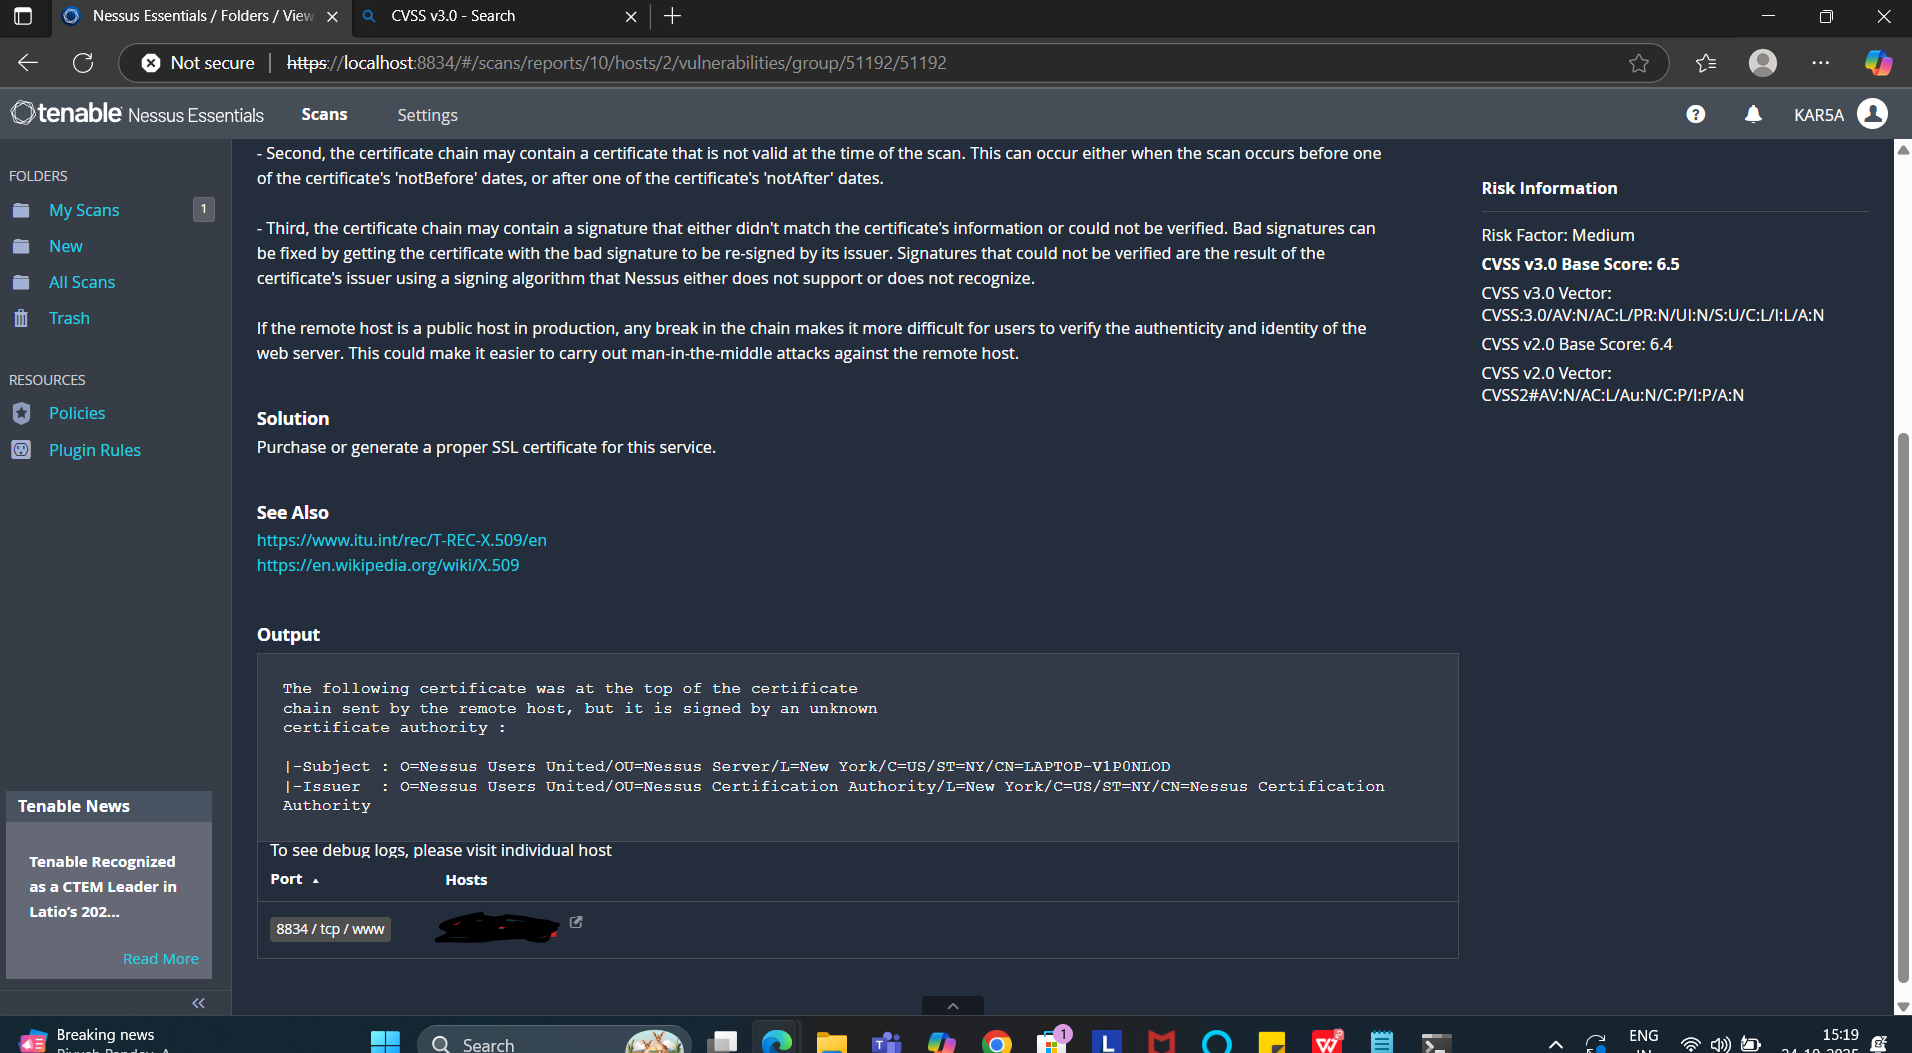 Nessus Essentials / Folders / View
CVSS v3.0 - Search
Not secure
https://localhost:8834/#/scans/reports/10/hosts/2/vulnerabilities/group/51192/51192
tenable Nessus Essentials
Scans
Settings
?
KAR5A
FOLDERS
My Scans
1
New
All Scans
Trash
RESOURCES
Policies
Plugin Rules
Tenable News
Tenable Recognized
as a CTEM Leader in
Latio's 202...
Read More
- Second, the certificate chain may contain a certificate that is not valid at the time of the scan. This can occur either when the scan occurs before one
of the certificate's 'notBefore' dates, or after one of the certificate's 'notAfter' dates.
- Third, the certificate chain may contain a signature that either didn't match the certificate's information or could not be verified. Bad signatures can
be fixed by getting the certificate with the bad signature to be re-signed by its issuer. Signatures that could not be verified are the result of the
certificate's issuer using a signing algorithm that Nessus either does not support or does not recognize.
If the remote host is a public host in production, any break in the chain makes it more difficult for users to verify the authenticity and identity of the
web server. This could make it easier to carry out man-in-the-middle attacks against the remote host.
Solution
Purchase or generate a proper SSL certificate for this service.
See Also
https://www.itu.int/rec/T-REC-X.509/en
https://en.wikipedia.org/wiki/X.509
Output
The following certificate was at the top of the certificate
chain sent by the remote host, but it is signed by an unknown
certificate authority :
|-Subject : O=Nessus Users United/OU=Nessus Server/L=New York/C=US/ST=NY/CN=LAPTOP-V1P0NLOD
|-Issuer : O=Nessus Users United/OU=Nessus Certification Authority/L=New York/C=US/ST=NY/CN=Nessus Certification
Authority
To see debug logs, please visit individual host
Port
Hosts
8834 / tcp / www
Risk Information
Risk Factor: Medium
CVSS v3.0 Base Score: 6.5
CVSS v3.0 Vector:
CVSS:3.0/AV:N/AC:L/PR:N/UI:N/S:U/C:L/I:L/A:N
CVSS v2.0 Base Score: 6.4
CVSS v2.0 Vector:
CVSS2#AV:N/AC:L/Au:N/C:P/I:P/A:N
Breaking news
Search
1
ENG
15:19